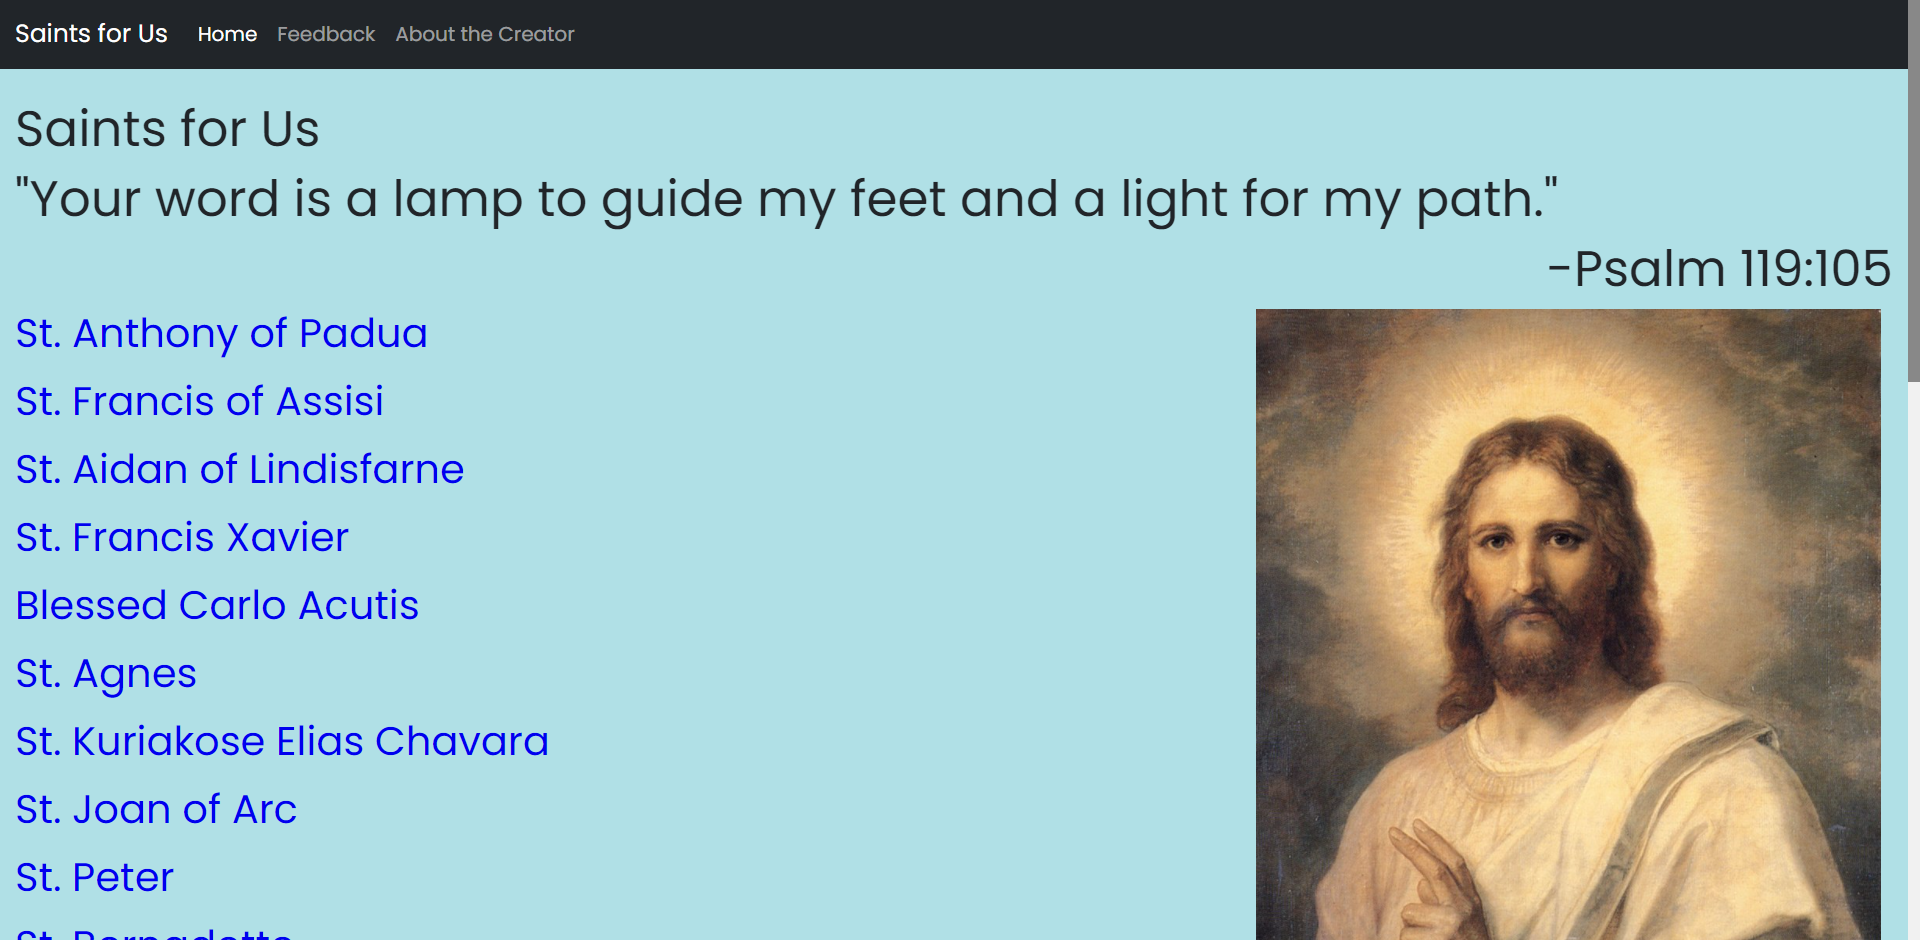 Saints for Us Home Feedback About the Creator
Saints for Us
"Your word is a lamp to guide my feet and a light for my path."
-Psalm 119:105
St. Anthony of Padua
St. Francis of Assisi
St. Aidan of Lindisfarne
St. Francis Xavier
Blessed Carlo Acutis
St. Agnes
St. Kuriakose Elias Chavara
St. Joan of Arc
St. Peter
St. Bernadette